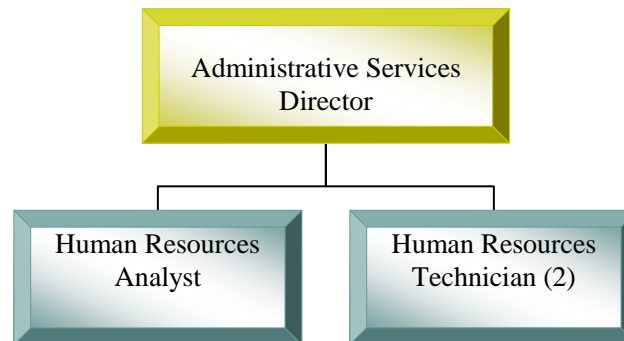 Administrative Services
Director
Human Resources
Analyst
Human Resources
Technician (2)